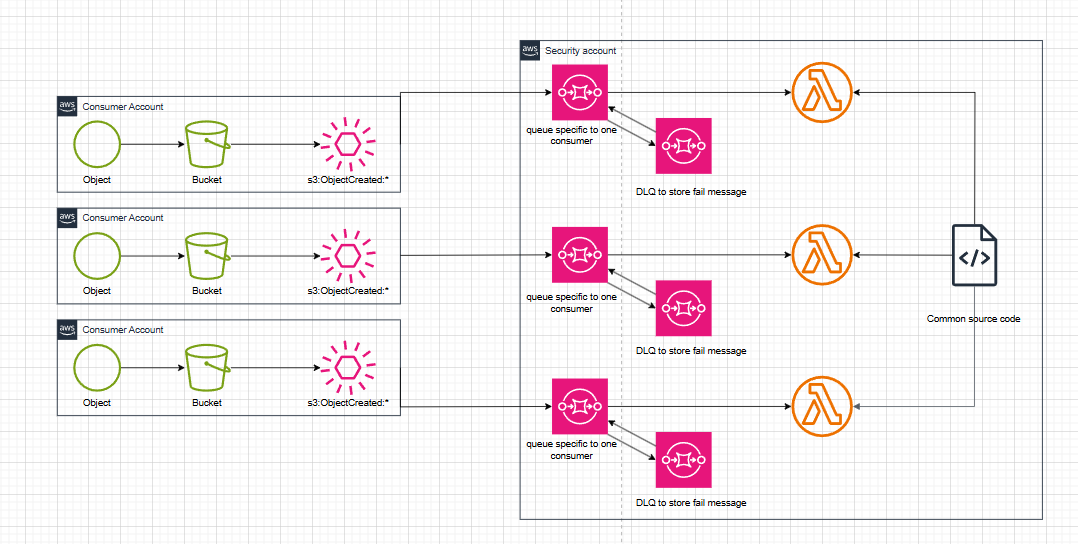 aws Security account
aws Consumer Account
queue specific to one
consumer
Object
Bucket
s3:ObjectCreated:*
DLQ to store fail message
aws Consumer Account
Object
Bucket
s3:ObjectCreated:*
queue specific to one
consumer
</>
Common source code
DLQ to store fail message
aws Consumer Account
Object
Bucket
s3:ObjectCreated:*
queue specific to one
consumer
DLQ to store fail message